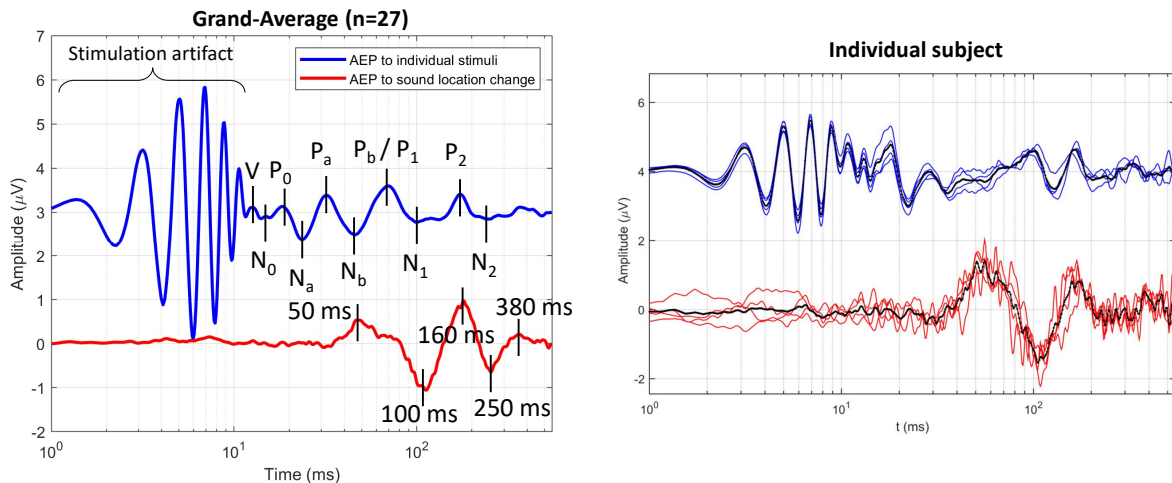 Grand-Average (n=27)
Stimulation artifact
AEP to individual stimuli
AEP to sound location change
V P0 Pa Pb / P1 P2
N0 Na Nb N1 N2
50 ms
100 ms
160 ms
250 ms
380 ms
Amplitude (μV)
7
6
5
4
3
2
1
0
-1
-2
10^0 10^1 10^2
Time (ms)
Individual subject
Amplitude (μV)
6
4
2
0
-2
10^0 10^1 10^2
t (ms)